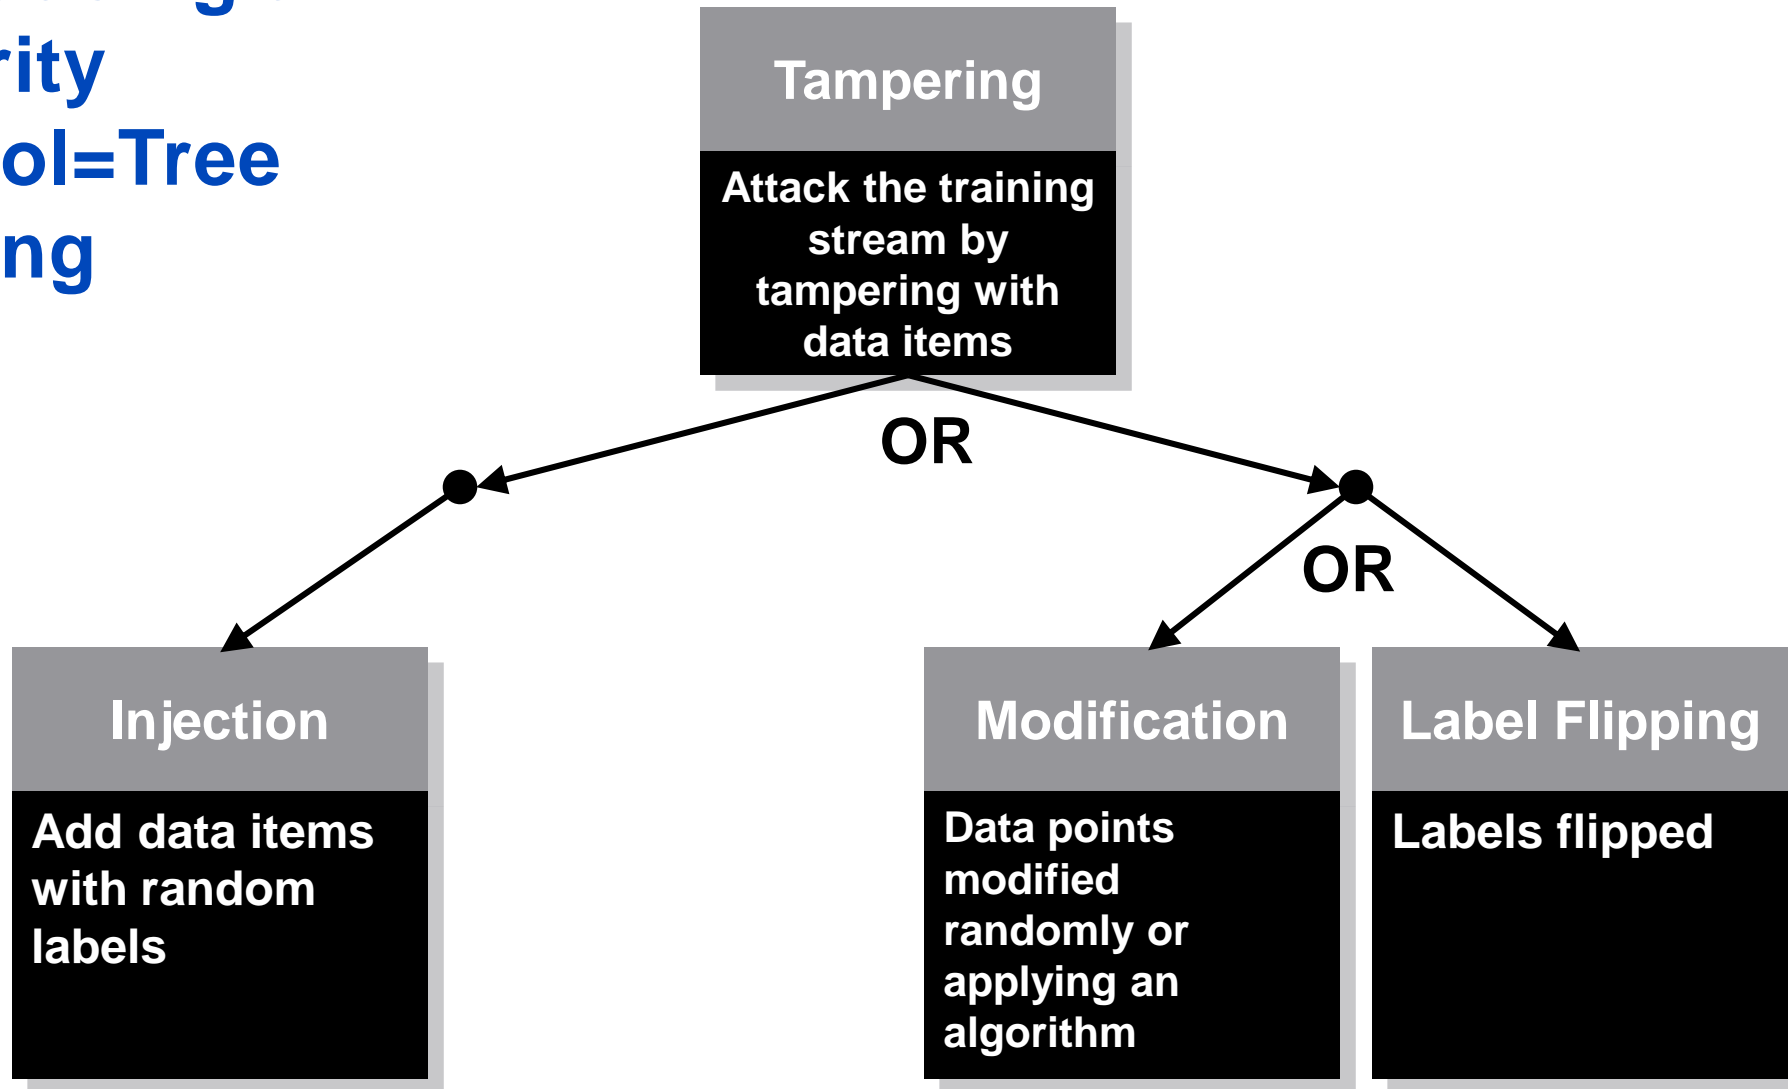 rity
ol=Tree
ng
Tampering
Attack the training
stream by
tampering with
data items
OR
OR
Injection
Add data items
with random
labels
Modification
Data points
modified
randomly or
applying an
algorithm
Label Flipping
Labels flipped